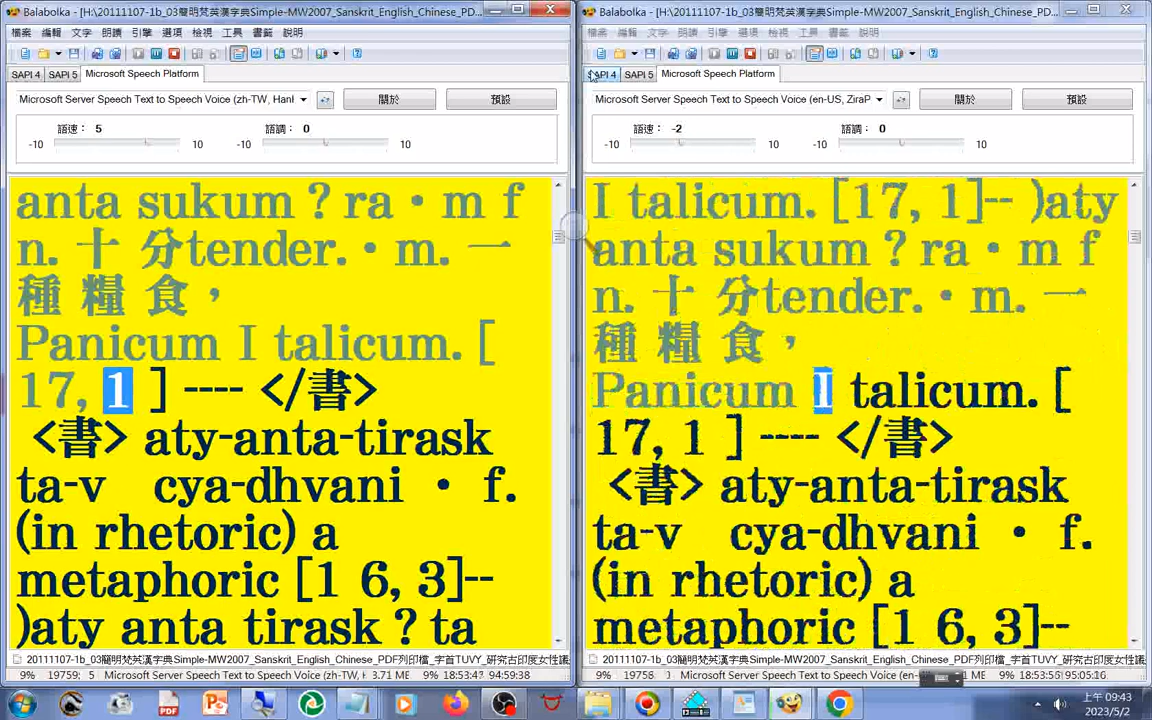 Balabolka - [H:\20111107-1b_03簡明梵英漢字典Simple-MW2007_Sanskrit_English_Chinese_PD...
檔案 編輯 文字 朗讀 引擎 選項 檢視 工具 書籤 說明
SAPI 4 SAPI 5 Microsoft Speech Platform
Microsoft Server Speech Text to Speech Voice (zh-TW, Hanl 關於 預設
語速： 5 語調： 0
-10 10 -10 10
anta sukum ? ra • m f
n. 十 分tender. • m. 一
種 糧 食，
Panicum I talicum. [
17, 1 ] ---- </書>
<書> aty-anta-tirask
ta-v cya-dhvani • f.
(in rhetoric) a
metaphoric [1 6, 3]--
)aty anta tirask ? ta
20111107-1b_03簡明梵英漢字典Simple-MW2007_Sanskrit_English_Chinese_PDF列印檔_字首TUVY_研究古印度女性議
9% 19759: 5 Microsoft Server Speech Text to Speech Voice (zh-TW, 3.71 ME 9% 18:53:47 94:59:38
Balabolka - [H:\20111107-1b_03簡明梵英漢字典Simple-MW2007_Sanskrit_English_Chinese_PD...
檔案 編輯 文字 朗讀 引擎 選項 檢視 工具 書籤 說明
SAPI 4 SAPI 5 Microsoft Speech Platform
Microsoft Server Speech Text to Speech Voice (en-US, ZiraP 關於 預設
語速： -2 語調： 0
-10 10 -10 10
I talicum. [17, 1]-- )aty
anta sukum ? ra • m f
n. 十 分tender. • m. 一
種 糧 食，
Panicum I talicum. [
17, 1 ] ---- </書>
<書> aty-anta-tirask
ta-v cya-dhvani • f.
(in rhetoric) a
metaphoric [1 6, 3]--
20111107-1b_03簡明梵英漢字典Simple-MW2007_Sanskrit_English_Chinese_PDF列印檔_字首TUVY_研究古印度女性議
9% 19756: Microsoft Server Speech Text to Speech Voice (en-U 9% 18:53:56 95:05:16
上午 09:43
2023/5/2